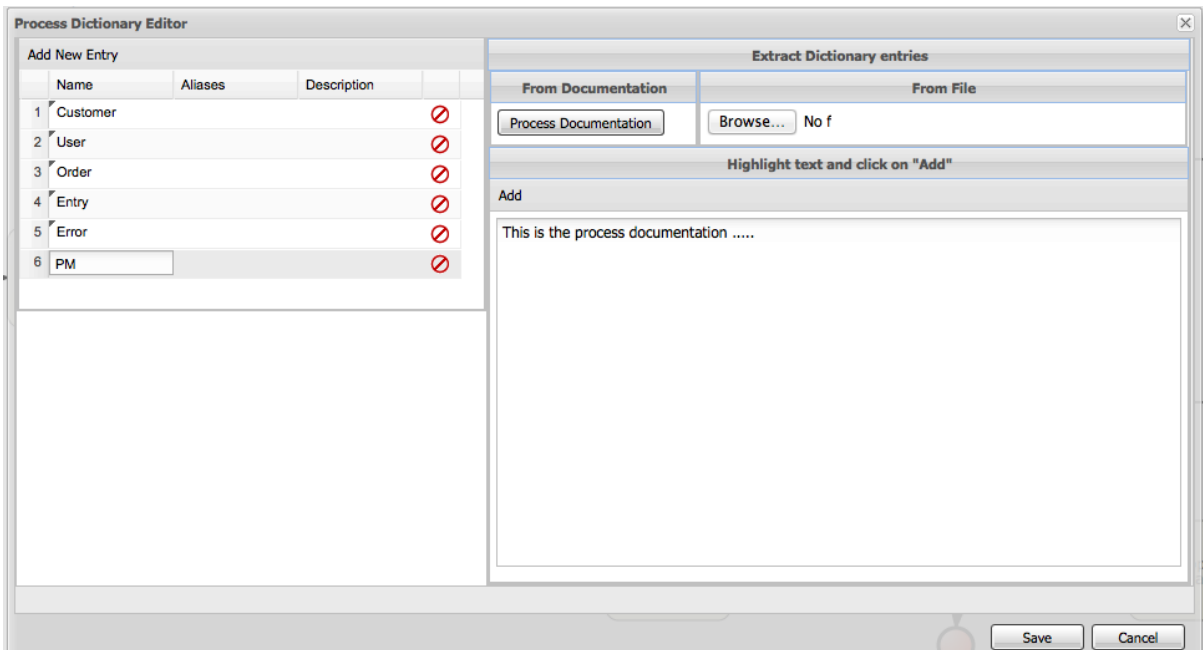 Process Dictionary Editor
Add New Entry
Name Aliases Description
1 Customer
2 User
3 Order
4 Entry
5 Error
6 PM
Extract Dictionary entries
From Documentation From File
Process Documentation Browse... No f
Highlight text and click on "Add"
Add
This is the process documentation .....
Save Cancel